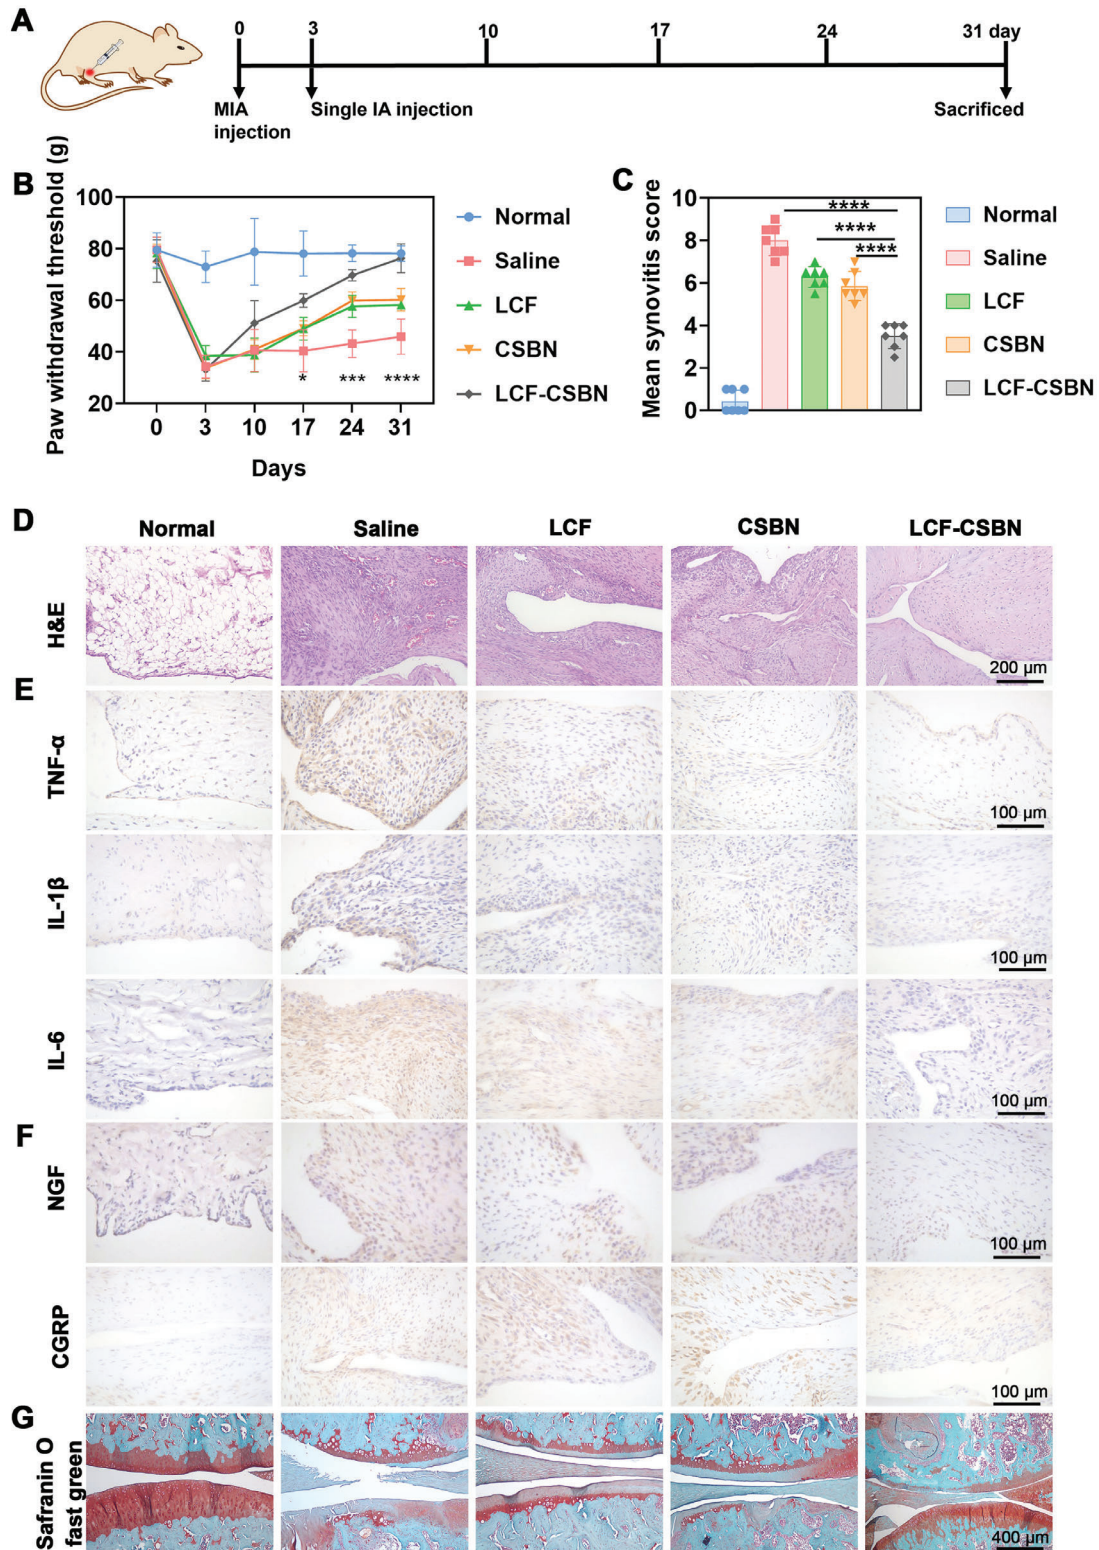 A
0 3 10 17 24 31 day
MIA
injection
Single IA injection
Sacrificed
B
Paw withdrawal threshold (g)
100
80
60
40
20
* *** ****
0 3 10 17 24 31
Days
Normal
Saline
LCF
CSBN
LCF-CSBN
C
Mean synovitis score
10
8
6
4
2
0
****
****
****
Normal
Saline
LCF
CSBN
LCF-CSBN
D
Normal Saline LCF CSBN LCF-CSBN
H&E
200 µm
E
TNF-α
100 µm
IL-1β
100 µm
IL-6
100 µm
F
NGF
100 µm
CGRP
100 µm
G
Safranin O
fast green
400 µm